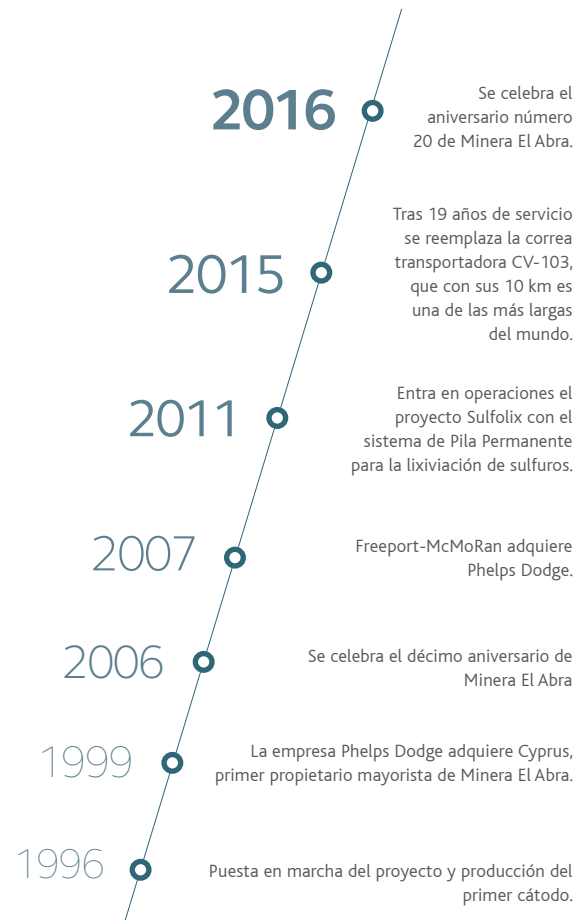 2016
Se celebra el
aniversario número
20 de Minera El Abra.
2015
Tras 19 años de servicio
se reemplaza la correa
transportadora CV-103,
que con sus 10 km es
una de las más largas
del mundo.
2011
Entra en operaciones el
proyecto Sulfolix con el
sistema de Pila Permanente
para la lixiviación de sulfuros.
2007
Freeport-McMoRan adquiere
Phelps Dodge.
2006
Se celebra el décimo aniversario de
Minera El Abra
1999
La empresa Phelps Dodge adquiere Cyprus,
primer propietario mayorista de Minera El Abra.
1996
Puesta en marcha del proyecto y producción del
primer cátodo.